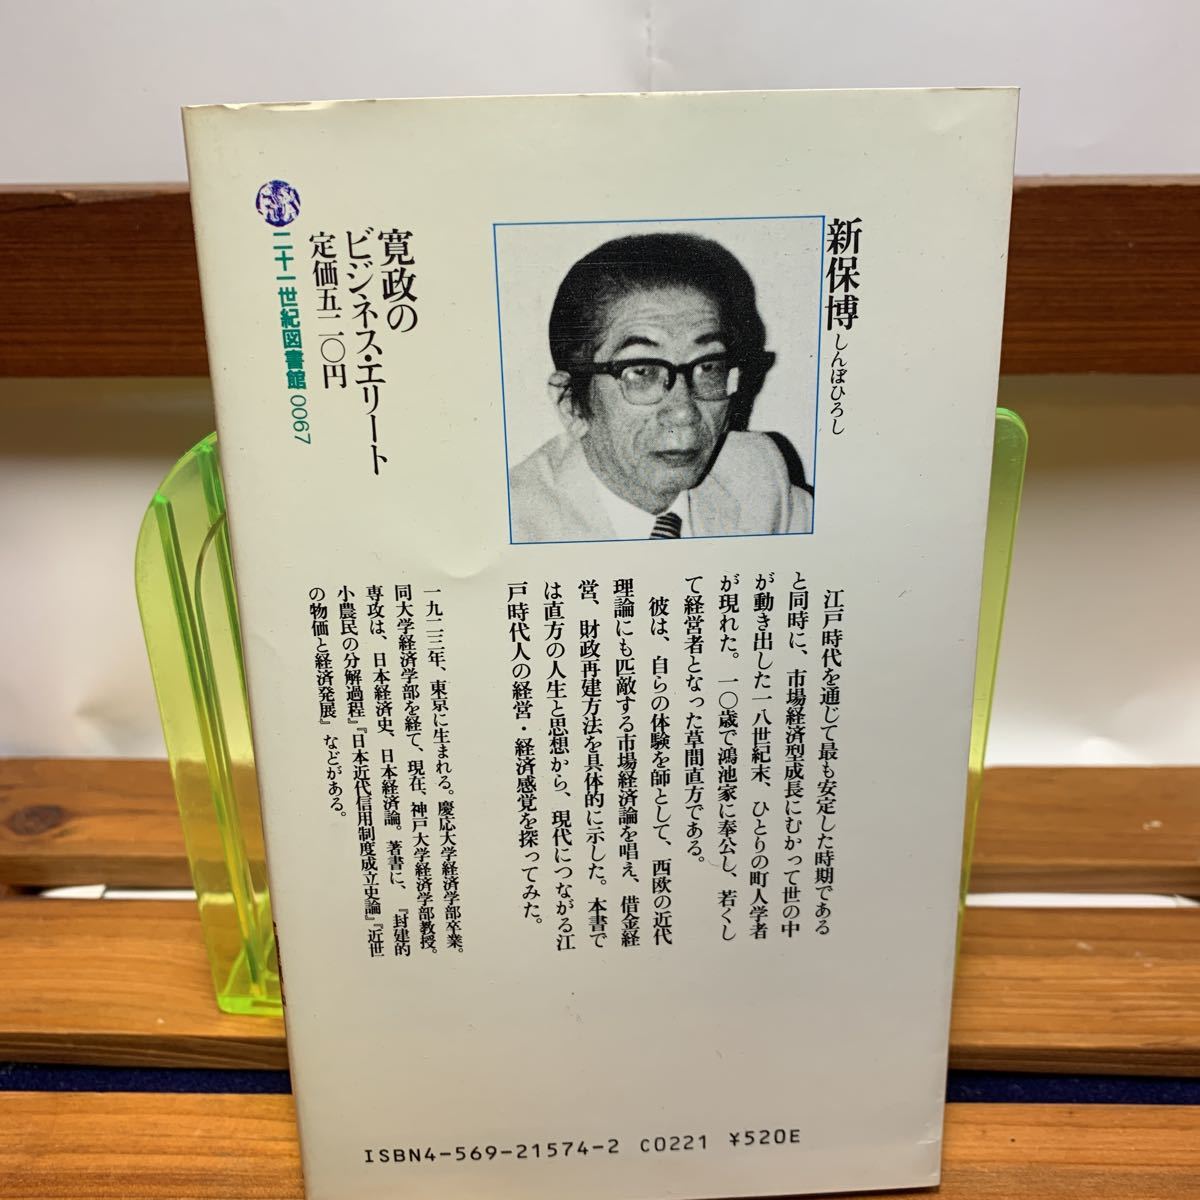 新保博 しんぼひろし
江戸時代を通じて最も安定した時期である
と同時に、市場経済型成長にむかって世の中
が動き出した一八世紀末、ひとりの町人学者
が現れた。一〇歳で鴻池家に奉公し、若くし
て経営者となった草間直方である。
彼は、自らの体験を師として、西欧の近代
理論にも匹敵する市場経済論を唱え、借金経
営、財政再建方法を具体的に示した。本書で
は直方の人生と思想から、現代につながる江
戸時代人の経営・経済感覚を探ってみた。
一九二三年、東京に生まれる。慶応大学経済学部卒業。
同大学経済学部を経て、現在、神戸大学経済学部教授。
専攻は、日本経済史、日本経済論。著書に、『封建的
小農民の分解過程』『日本近代信用制度成立史論』『近世
の物価と経済発展』などがある。
寛政の
ビジネス・エリート
定価五二〇円
二十一世紀図書館 0067
ISBN4-569-21574-2 C0221 ¥520E